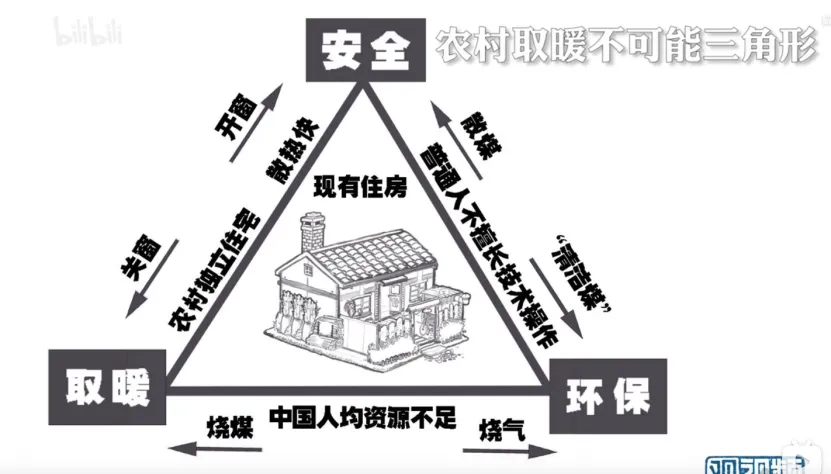 bilibili
农村取暖不可能三角形
安全
开窗
散热快
散煤
普通人不擅长技术操作
现有住房
关窗
农村独立住宅
“清洁煤”
取暖
环保
烧煤
中国人均资源不足
烧气
观视频